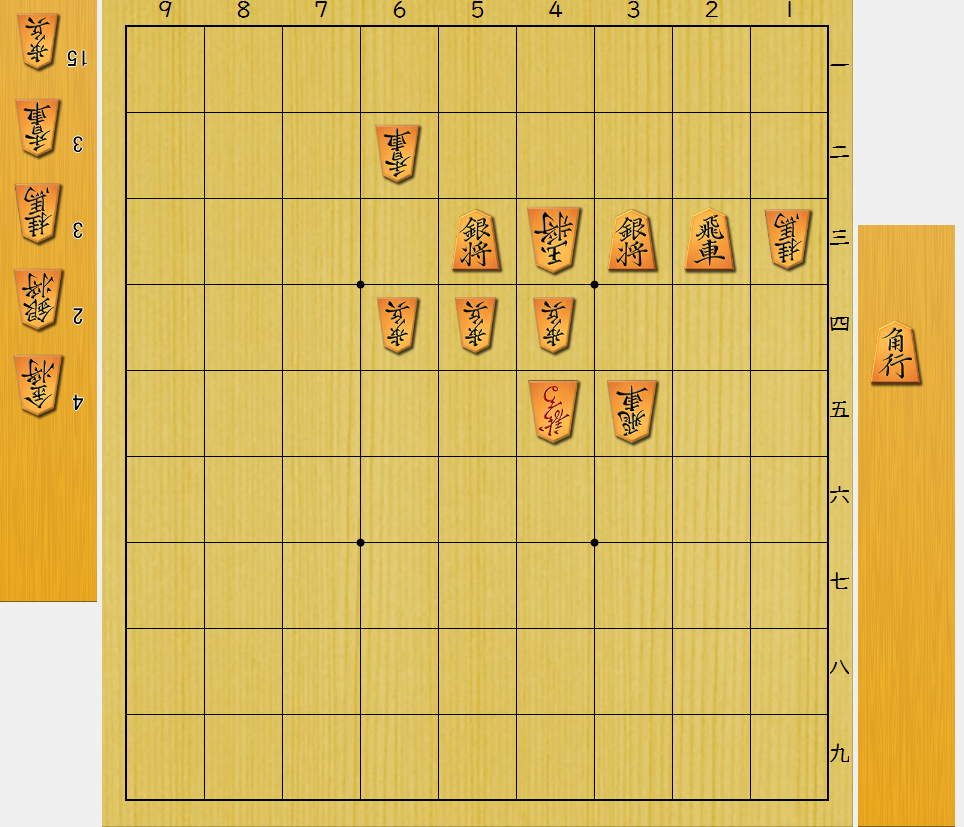 9 8 7 6 5 4 3 2 1
歩兵 15
香車 3
桂馬 3
銀将 2
金将 4
一
二 香車
三 銀将 玉将 銀将 飛車 桂馬
四 歩兵 歩兵 歩兵
五 龍馬 飛車
六
七
八
九
角行